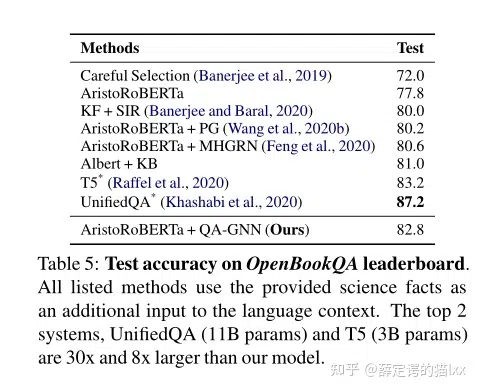 Methods Test
Careful Selection (Banerjee et al., 2019) 72.0
AristoRoBERTa 77.8
KF + SIR (Banerjee and Baral, 2020) 80.0
AristoRoBERTa + PG (Wang et al., 2020b) 80.2
AristoRoBERTa + MHGRN (Feng et al., 2020) 80.6
Albert + KB 81.0
T5* (Raffel et al., 2020) 83.2
UnifiedQA* (Khashabi et al., 2020) 87.2
AristoRoBERTa + QA-GNN (Ours) 82.8
Table 5: Test accuracy on OpenBookQA leaderboard.
All listed methods use the provided science facts as
an additional input to the language context. The top 2
systems, UnifiedQA (11B params) and T5 (3B params)
are 30x and 8x larger than our model.
知乎 @薛定谔的猫lxx